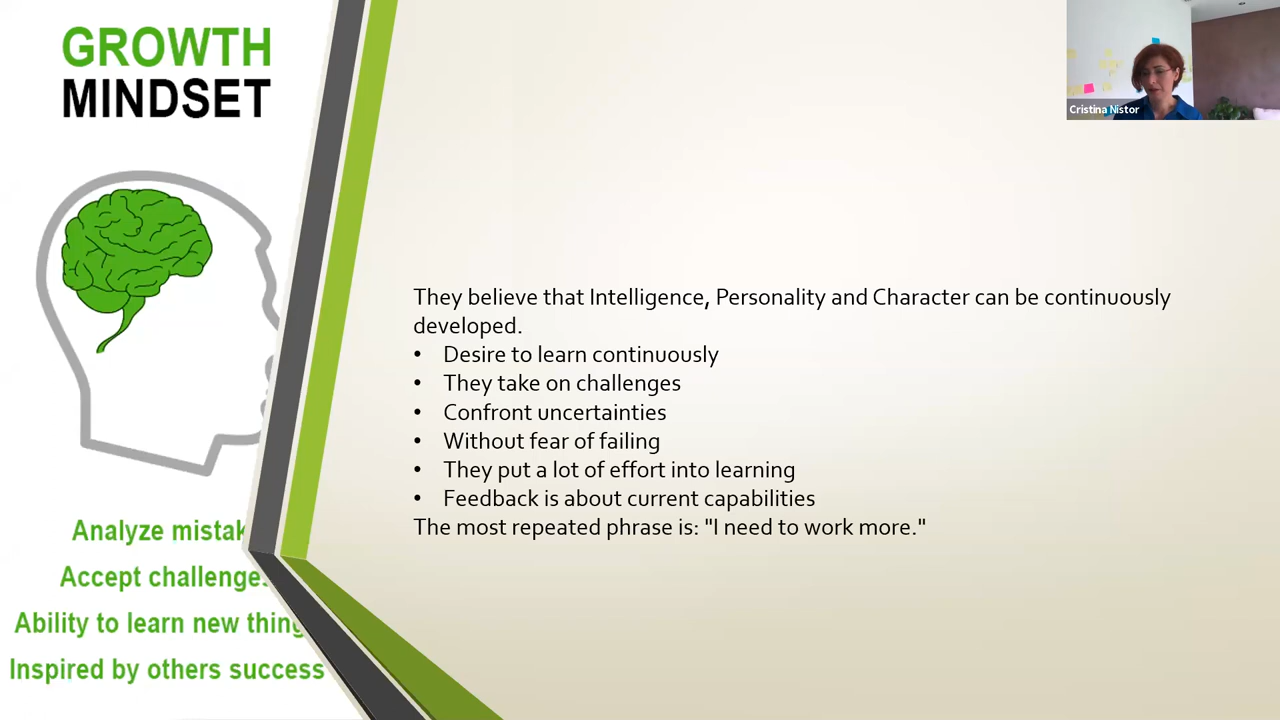 GROWTH
MINDSET
Cristina Nistor
They believe that Intelligence, Personality and Character can be continuously
developed.
• Desire to learn continuously
• They take on challenges
• Confront uncertainties
• Without fear of failing
• They put a lot of effort into learning
• Feedback is about current capabilities
The most repeated phrase is: "I need to work more."
Analyze mistak
Accept challenges
Ability to learn new thing
Inspired by others success